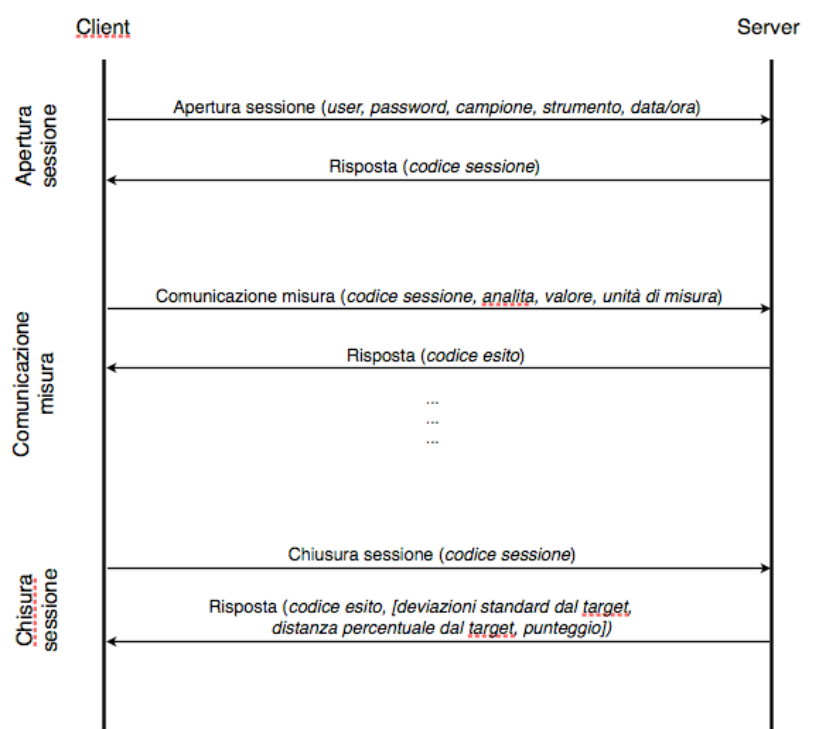 Client
Server
Apertura
sessione
Apertura sessione (user, password, campione, strumento, data/ora)
Risposta (codice sessione)
Comunicazione
misura
Comunicazione misura (codice sessione, analita, valore, unità di misura)
Risposta (codice esito)
...
...
...
Chisura
sessione
Chiusura sessione (codice sessione)
Risposta (codice esito, [deviazioni standard dal target,
distanza percentuale dal target, punteggio])